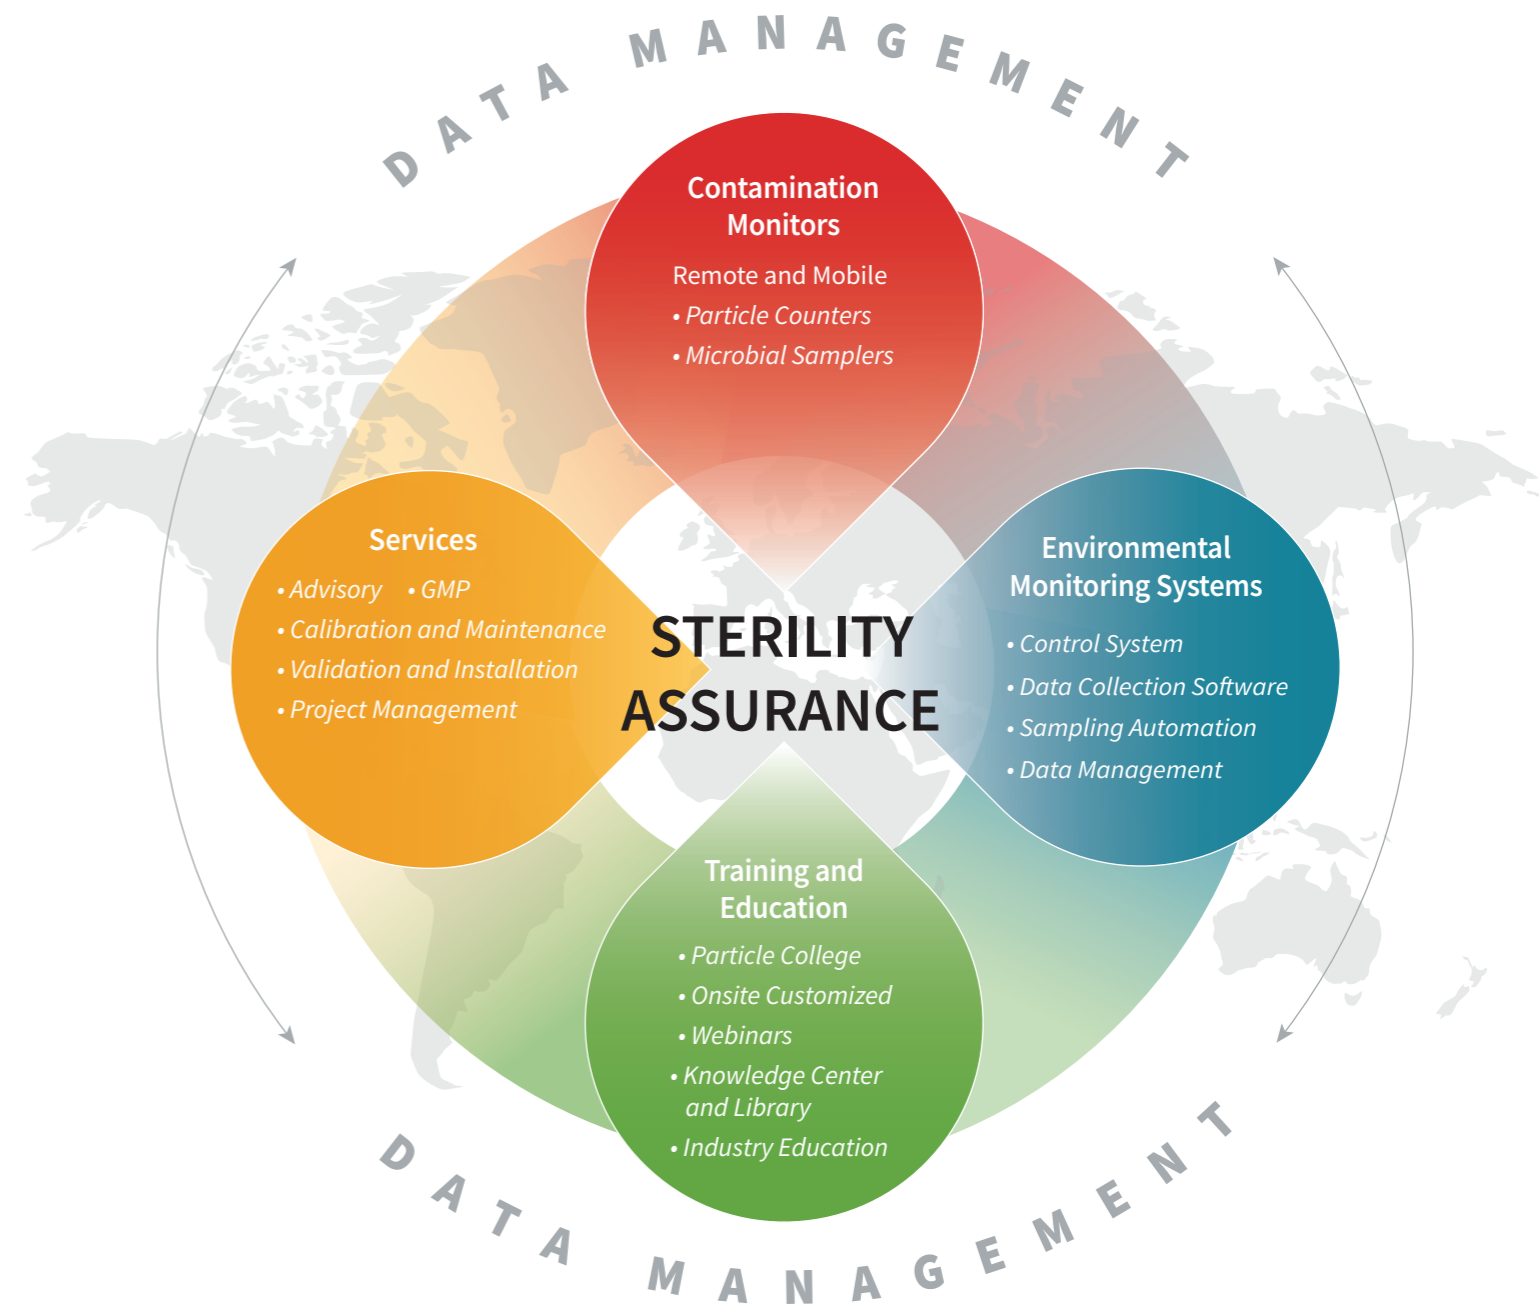 DATA MANAGEMENT
Contamination
Monitors
Remote and Mobile
• Particle Counters
• Microbial Samplers
Services
• Advisory • GMP
• Calibration and Maintenance
• Validation and Installation
• Project Management
STERILITY
ASSURANCE
Environmental
Monitoring Systems
• Control System
• Data Collection Software
• Sampling Automation
• Data Management
Training and
Education
• Particle College
• Onsite Customized
• Webinars
• Knowledge Center
and Library
• Industry Education
DATA MANAGEMENT